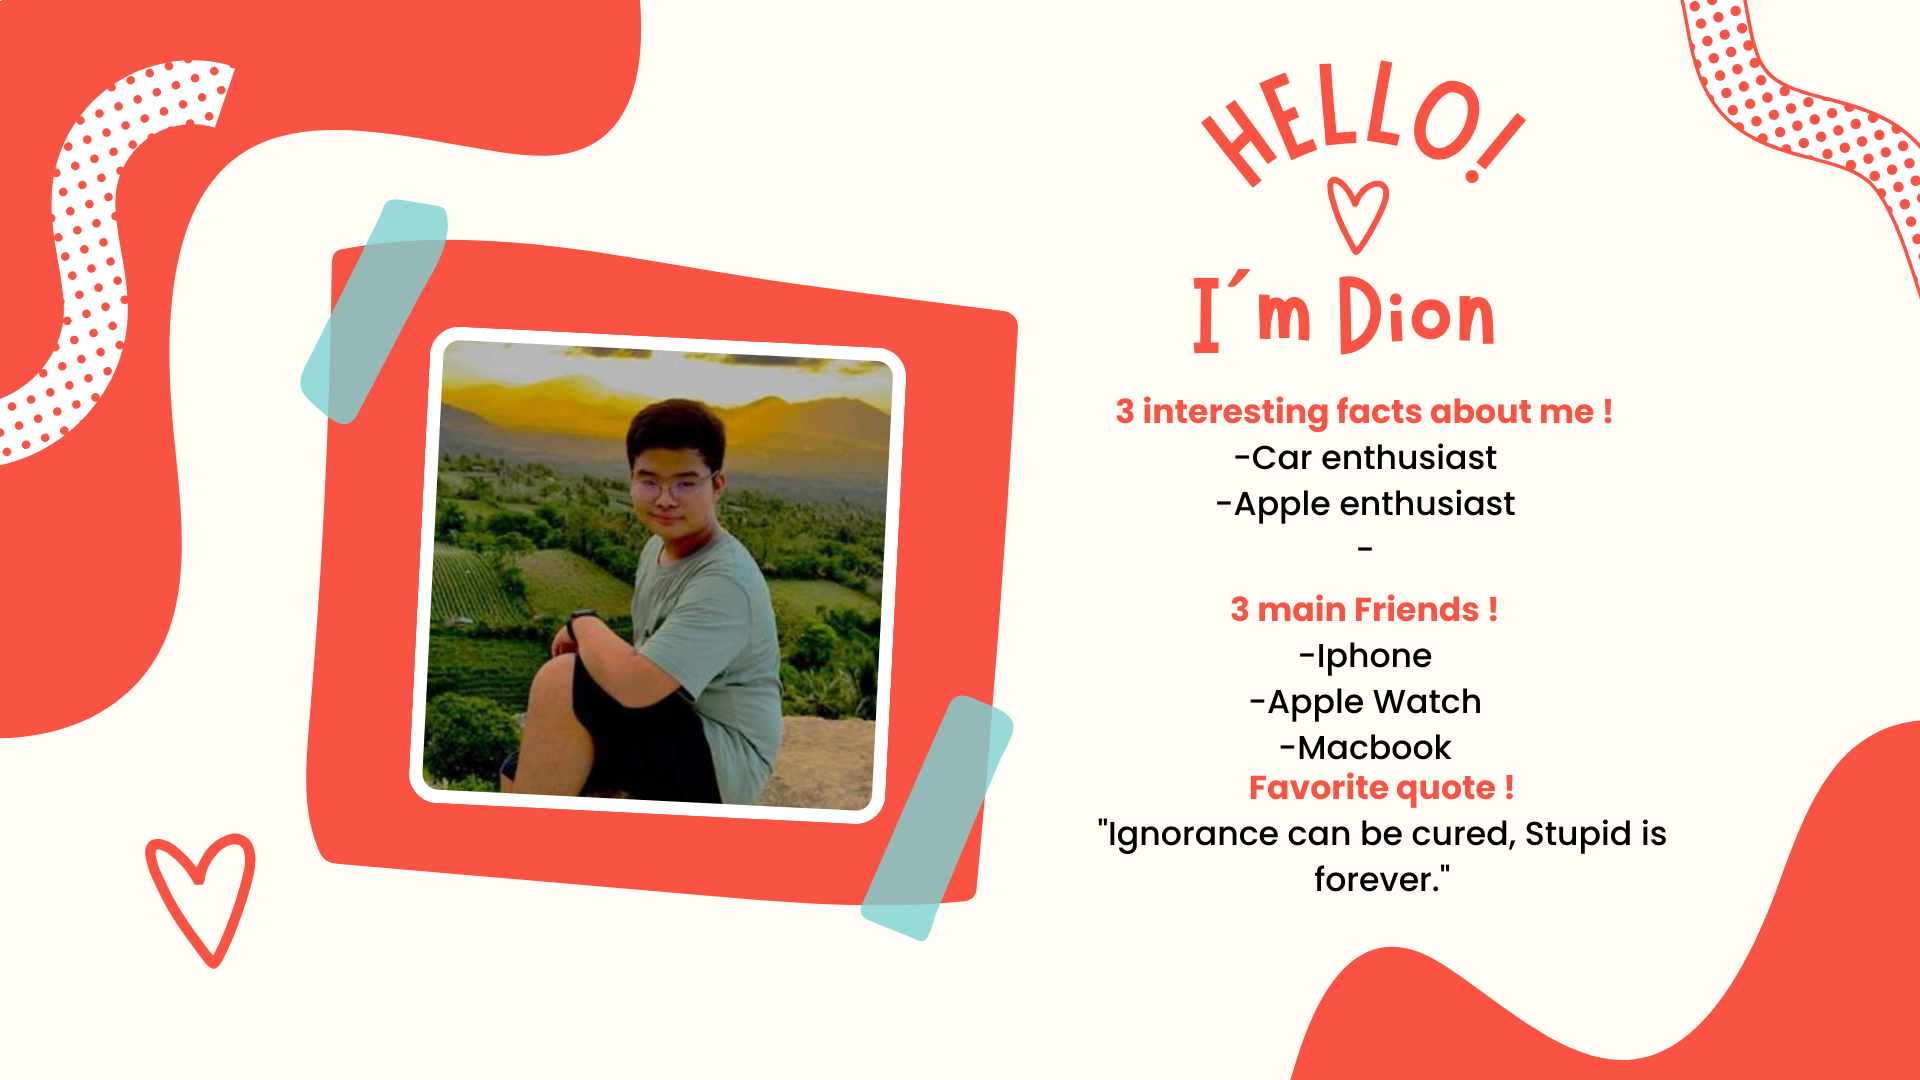 HELLO!
I´m Dion
3 interesting facts about me !
-Car enthusiast
-Apple enthusiast
-
3 main Friends !
-Iphone
-Apple Watch
-Macbook
Favorite quote !
"Ignorance can be cured, Stupid is
forever."